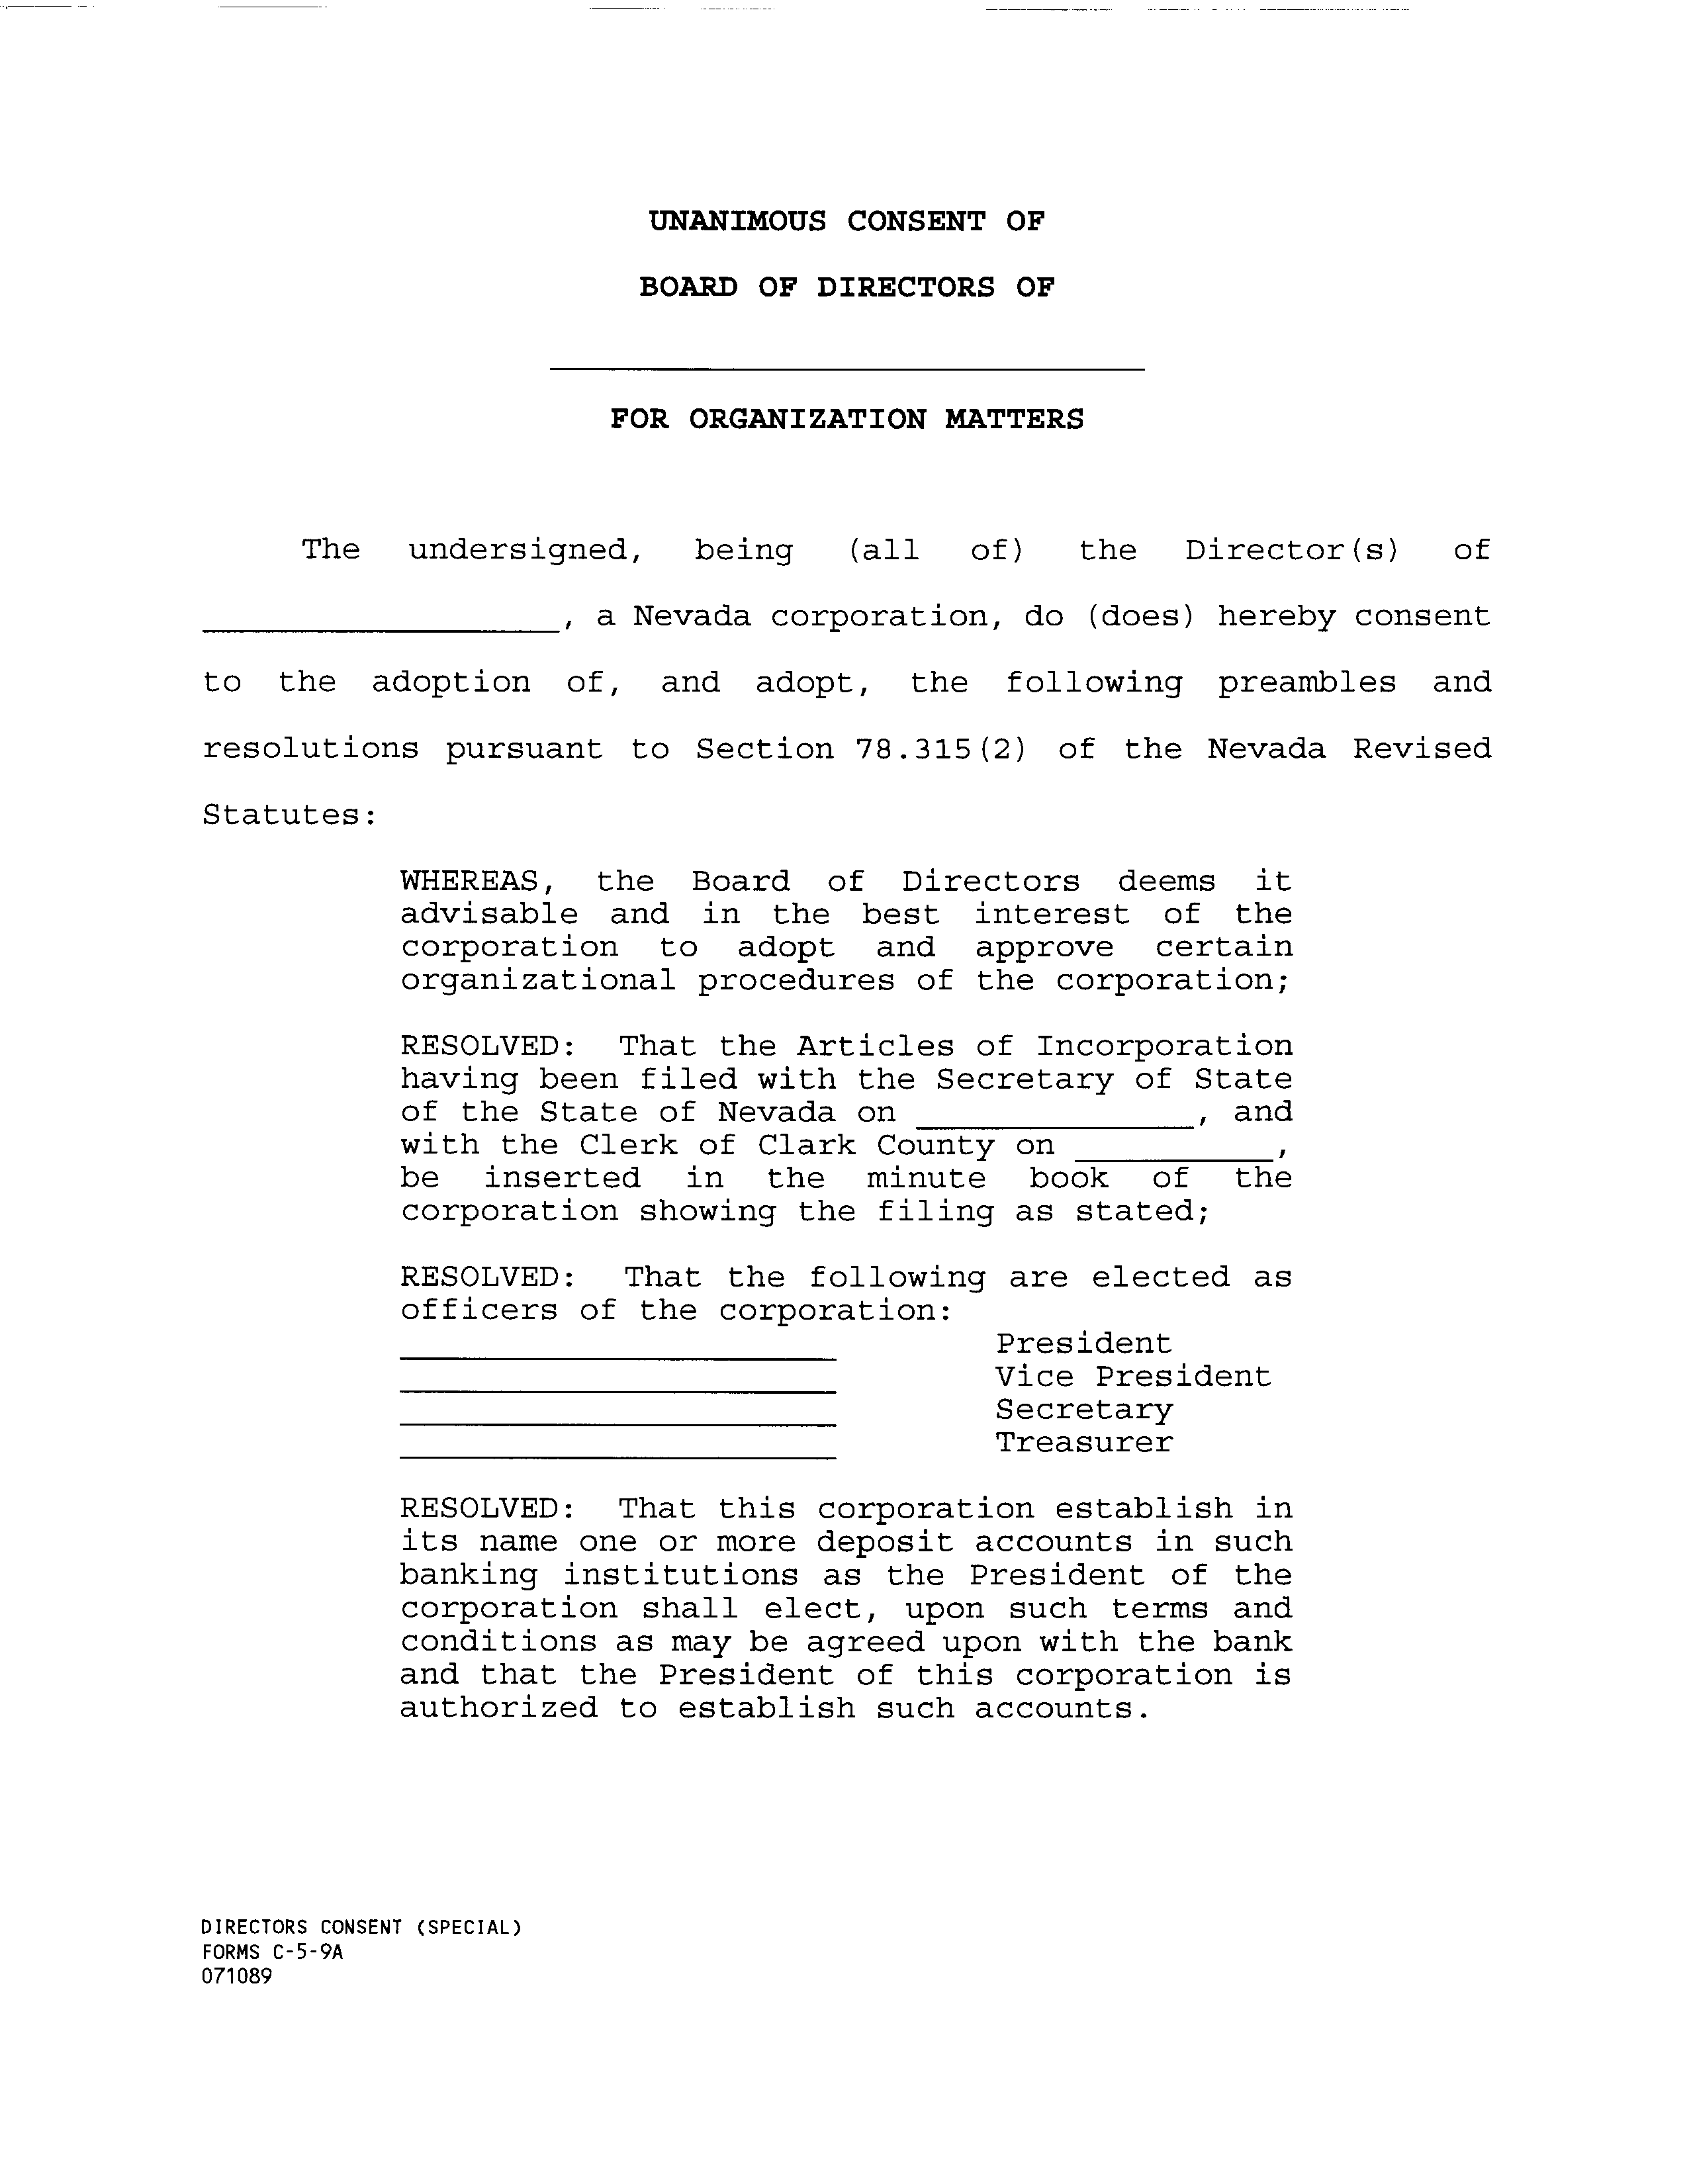 UNANIMOUS CONSENT OF
BOARD OF DIRECTORS OF
FOR ORGANIZATION MATTERS
The undersigned, being (all of) the Director(s) of
____________________, a Nevada corporation, do (does) hereby consent
to the adoption of, and adopt, the following preambles and
resolutions pursuant to Section 78.315(2) of the Nevada Revised
Statutes:
WHEREAS, the Board of Directors deems it
advisable and in the best interest of the
corporation to adopt and approve certain
organizational procedures of the corporation;
RESOLVED: That the Articles of Incorporation
having been filed with the Secretary of State
of the State of Nevada on ______________, and
with the Clerk of Clark County on __________,
be inserted in the minute book of the
corporation showing the filing as stated;
RESOLVED: That the following are elected as
officers of the corporation:
______________________ President
______________________ Vice President
______________________ Secretary
______________________ Treasurer
RESOLVED: That this corporation establish in
its name one or more deposit accounts in such
banking institutions as the President of the
corporation shall elect, upon such terms and
conditions as may be agreed upon with the bank
and that the President of this corporation is
authorized to establish such accounts.
DIRECTORS CONSENT (SPECIAL)
FORMS C-5-9A
071089